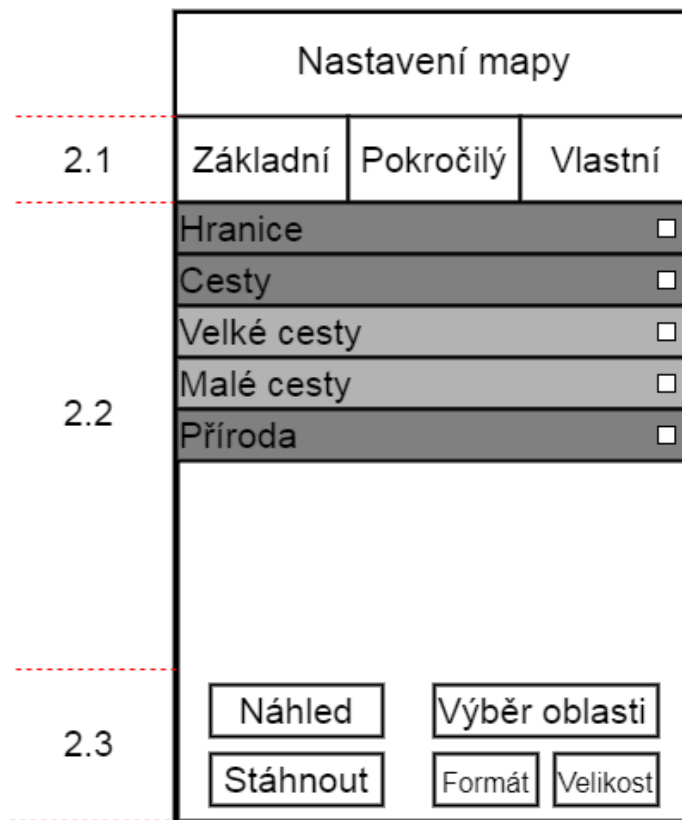 Nastavení mapy
2.1
Základní Pokročilý Vlastní
Hranice
Cesty
Velké cesty
Malé cesty
2.2
Příroda
Náhled Výběr oblasti
2.3
Stáhnout Formát Velikost